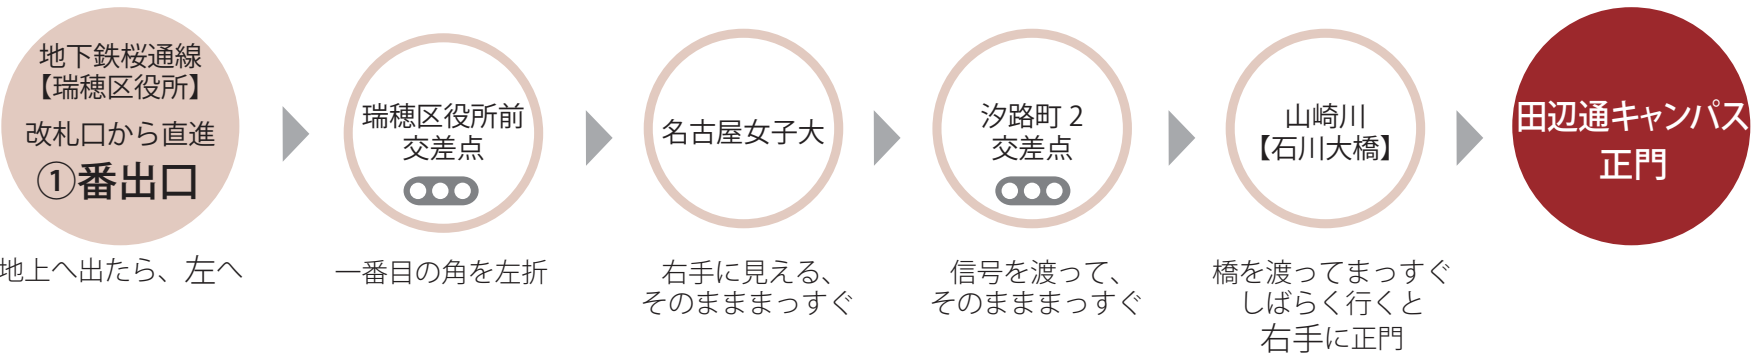 地下鉄桜通線
【瑞穂区役所】
改札口から直進
①番出口
地上へ出たら、左へ
瑞穂区役所前
交差点
一番目の角を左折
名古屋女子大
右手に見える、
そのまままっすぐ
汐路町 2
交差点
信号を渡って、
そのまままっすぐ
山崎川
【石川大橋】
橋を渡ってまっすぐ
しばらく行くと
右手に正門
田辺通キャンパス
正門